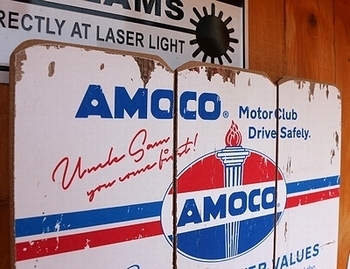 RECTLY AT LASER LIGHT
AMOCO®
Motor Club
Drive Safely.
Uncle Sam
you come first!
AMOCO
VALUES